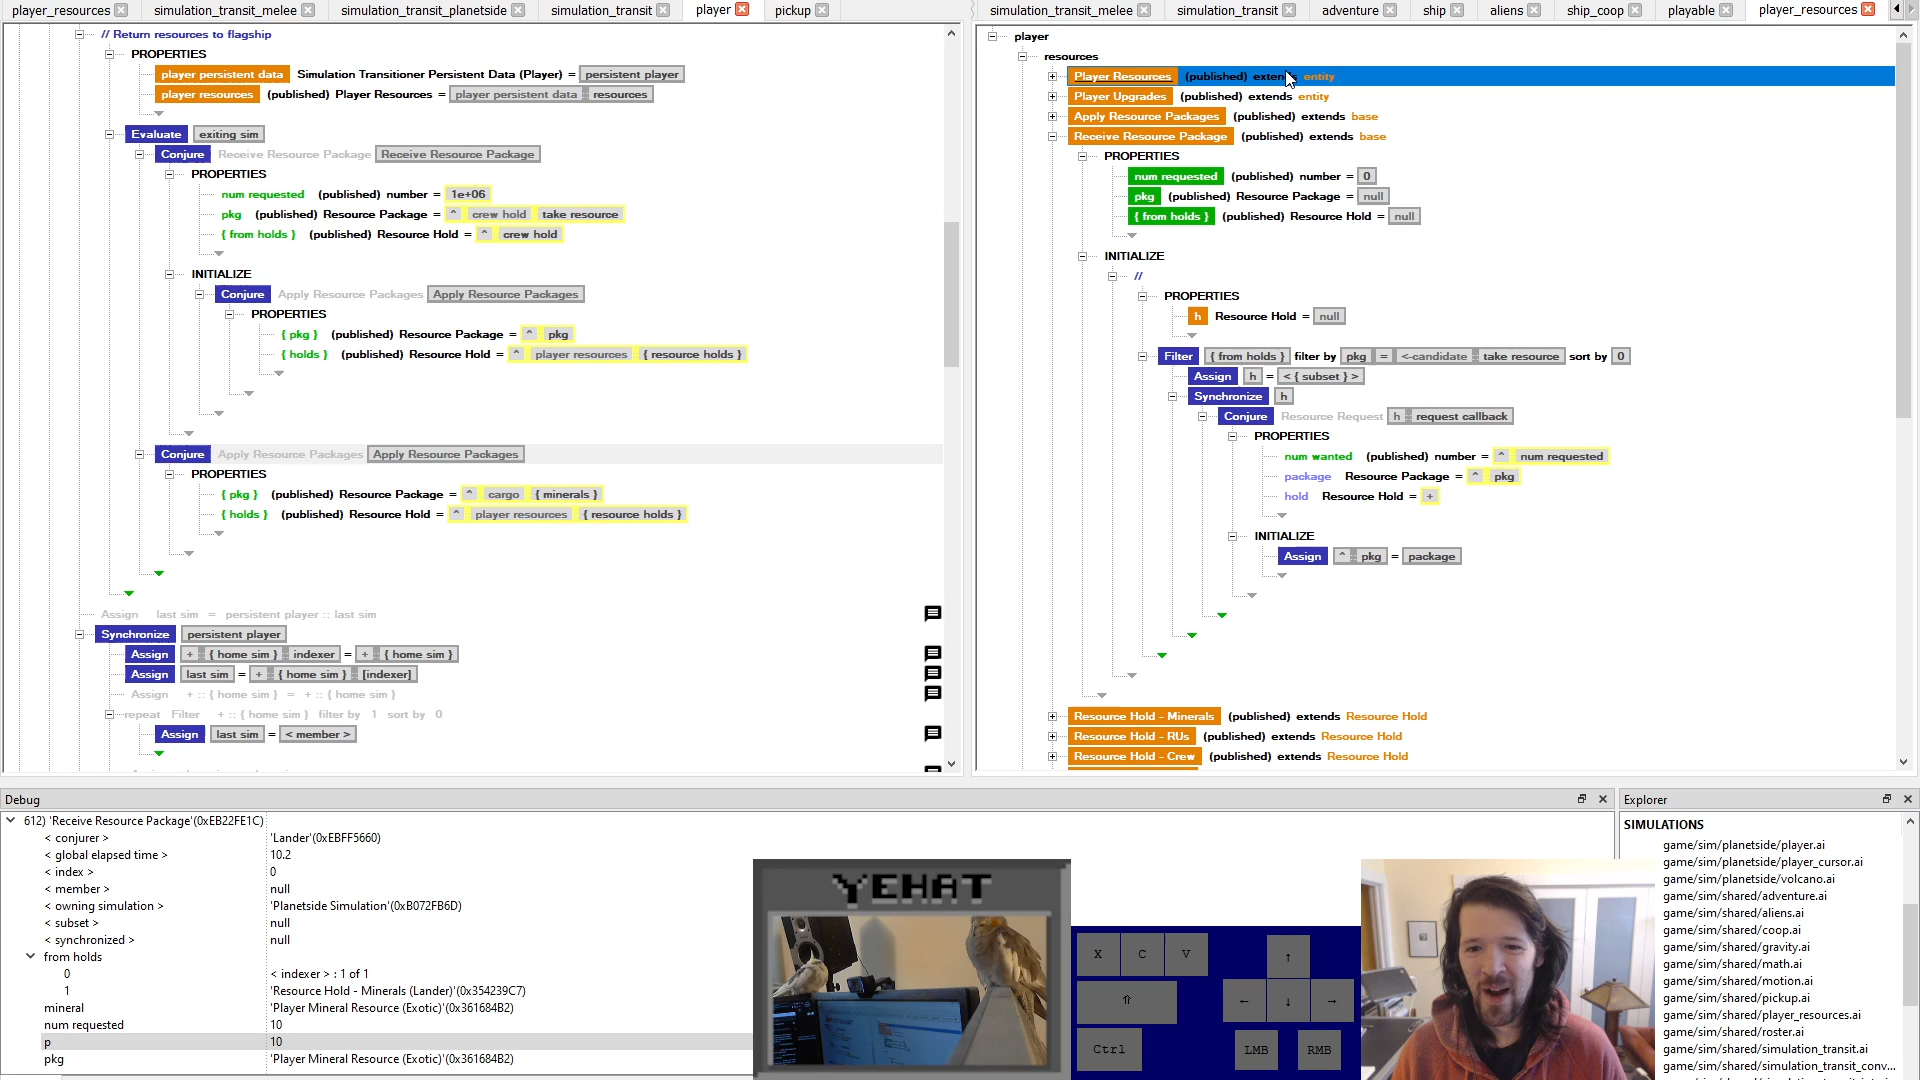 player_resources simulation_transit_melee simulation_transit_planetside simulation_transit player pickup
// Return resources to flagship
PROPERTIES
player persistent data Simulation Transitioner Persistent Data (Player) = persistent player
player resources (published) Player Resources = player persistent data :: resources
Evaluate exiting sim
Conjure Receive Resource Package Receive Resource Package
PROPERTIES
num requested (published) number = 1e+06
pkg (published) Resource Package = ^ crew hold take resource
{ from holds } (published) Resource Hold = ^ crew hold
INITIALIZE
Conjure Apply Resource Packages Apply Resource Packages
PROPERTIES
{ pkg } (published) Resource Package = ^ pkg
{ holds } (published) Resource Hold = ^ player resources { resource holds }
Conjure Apply Resource Packages Apply Resource Packages
PROPERTIES
{ pkg } (published) Resource Package = ^ cargo { minerals }
{ holds } (published) Resource Hold = ^ player resources { resource holds }
Assign last sim = persistent player :: last sim
Synchronize persistent player
Assign + :: { home sim } :: indexer = + :: { home sim }
Assign last sim = + :: { home sim } :: [indexer]
Assign + :: { home sim } = + :: { home sim }
repeat Filter + :: { home sim } filter by 1 sort by 0
Assign last sim = < member >
simulation_transit_melee simulation_transit adventure ship aliens ship_coop playable player_resources
player
resources
Player Resources (published) extends entity
Player Upgrades (published) extends entity
Apply Resource Packages (published) extends base
Receive Resource Package (published) extends base
PROPERTIES
num requested (published) number = 0
pkg (published) Resource Package = null
{ from holds } (published) Resource Hold = null
INITIALIZE
//
PROPERTIES
h Resource Hold = null
Filter { from holds } filter by pkg = <-candidate :: take resource sort by 0
Assign h = < { subset } >
Synchronize h
Conjure Resource Request h :: request callback
PROPERTIES
num wanted (published) number = ^ num requested
package Resource Package = ^ pkg
hold Resource Hold = +
INITIALIZE
Assign ^ :: pkg = package
Resource Hold - Minerals (published) extends Resource Hold
Resource Hold - RUs (published) extends Resource Hold
Resource Hold - Crew (published) extends Resource Hold
Debug
612) 'Receive Resource Package'(0xEB22FE1C)
< conjurer > 'Lander'(0xEBFF5660)
< global elapsed time > 10.2
< index > 0
< member > null
< owning simulation > 'Planetside Simulation'(0xB072FB6D)
< subset > null
< synchronized > null
from holds
0 < indexer > : 1 of 1
1 'Resource Hold - Minerals (Lander)'(0x354239C7)
mineral 'Player Mineral Resource (Exotic)'(0x361684B2)
num requested 10
p 10
pkg 'Player Mineral Resource (Exotic)'(0x361684B2)
YEHAT
X C V ↑
⇑ ← ↓ →
Ctrl LMB RMB
Explorer
SIMULATIONS
game/sim/planetside/player.ai
game/sim/planetside/player_cursor.ai
game/sim/planetside/volcano.ai
game/sim/shared/adventure.ai
game/sim/shared/aliens.ai
game/sim/shared/coop.ai
game/sim/shared/gravity.ai
game/sim/shared/math.ai
game/sim/shared/motion.ai
game/sim/shared/pickup.ai
game/sim/shared/player_resources.ai
game/sim/shared/roster.ai
game/sim/shared/simulation_transit.ai
game/sim/shared/simulation_transit_conv...